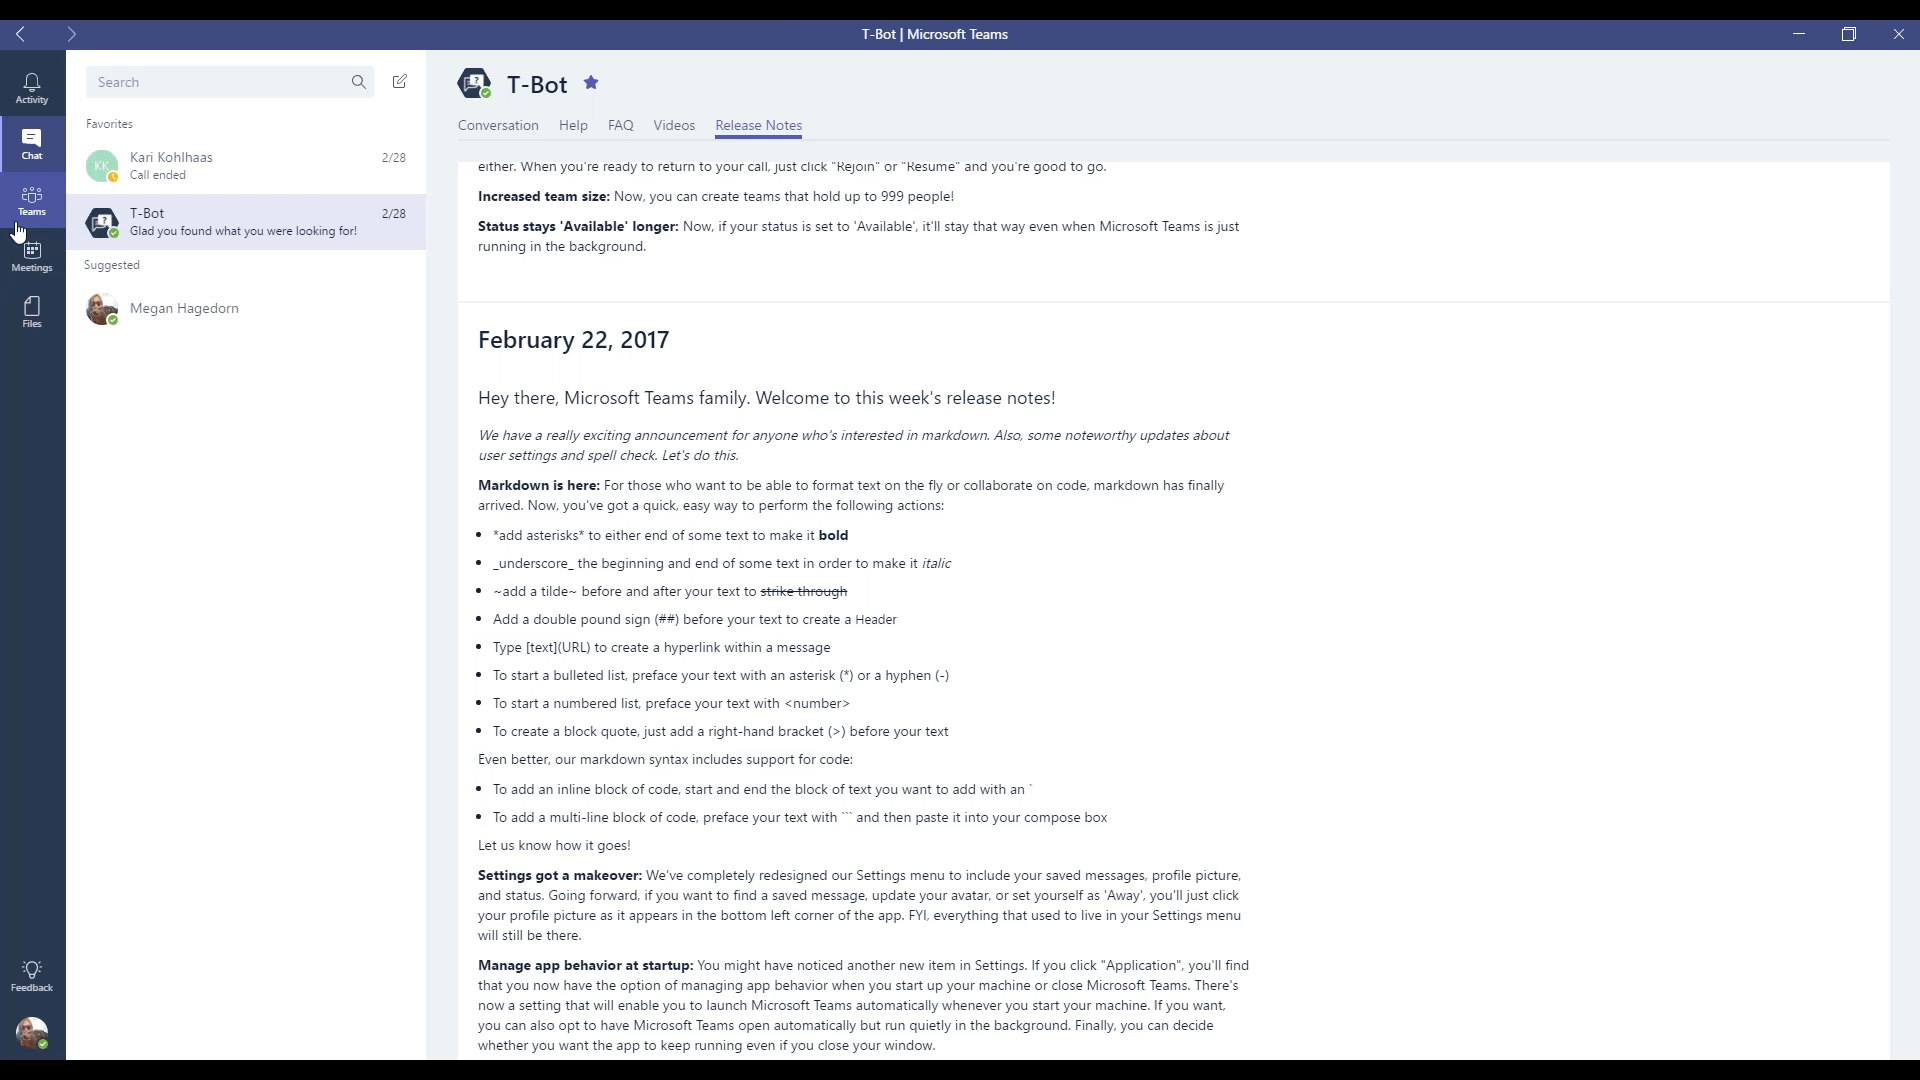 T-Bot | Microsoft Teams
Activity
Chat
Teams
Meetings
Files
Feedback
Search
Favorites
KK
Kari Kohlhaas
2/28
Call ended
T-Bot
2/28
Glad you found what you were looking for!
Suggested
Megan Hagedorn
T-Bot
Conversation Help FAQ Videos Release Notes
either. When you're ready to return to your call, just click "Rejoin" or "Resume" and you're good to go.
Increased team size: Now, you can create teams that hold up to 999 people!
Status stays 'Available' longer: Now, if your status is set to 'Available', it'll stay that way even when Microsoft Teams is just
running in the background.
February 22, 2017
Hey there, Microsoft Teams family. Welcome to this week's release notes!
We have a really exciting announcement for anyone who's interested in markdown. Also, some noteworthy updates about
user settings and spell check. Let's do this.
Markdown is here: For those who want to be able to format text on the fly or collaborate on code, markdown has finally
arrived. Now, you've got a quick, easy way to perform the following actions:
• *add asterisks* to either end of some text to make it bold
• _underscore_ the beginning and end of some text in order to make it italic
• ~add a tilde~ before and after your text to strike through
• Add a double pound sign (##) before your text to create a Header
• Type [text](URL) to create a hyperlink within a message
• To start a bulleted list, preface your text with an asterisk (*) or a hyphen (-)
• To start a numbered list, preface your text with <number>
• To create a block quote, just add a right-hand bracket (>) before your text
Even better, our markdown syntax includes support for code:
• To add an inline block of code, start and end the block of text you want to add with an `
• To add a multi-line block of code, preface your text with ``` and then paste it into your compose box
Let us know how it goes!
Settings got a makeover: We've completely redesigned our Settings menu to include your saved messages, profile picture,
and status. Going forward, if you want to find a saved message, update your avatar, or set yourself as 'Away', you'll just click
your profile picture as it appears in the bottom left corner of the app. FYI, everything that used to live in your Settings menu
will still be there.
Manage app behavior at startup: You might have noticed another new item in Settings. If you click "Application", you'll find
that you now have the option of managing app behavior when you start up your machine or close Microsoft Teams. There's
now a setting that will enable you to launch Microsoft Teams automatically whenever you start your machine. If you want,
you can also opt to have Microsoft Teams open automatically but run quietly in the background. Finally, you can decide
whether you want the app to keep running even if you close your window.